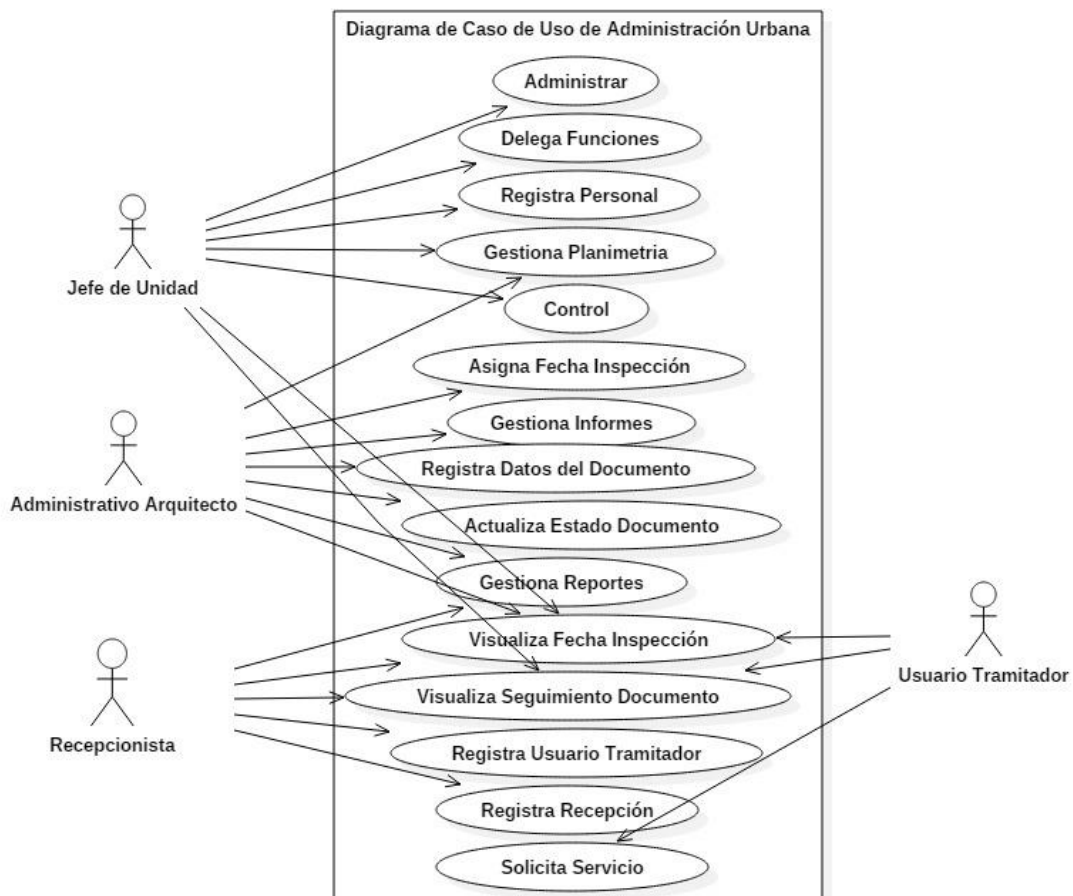 Diagrama de Caso de Uso de Administración Urbana
Administrar
Delega Funciones
Registra Personal
Gestiona Planimetria
Jefe de Unidad
Control
Asigna Fecha Inspección
Gestiona Informes
Registra Datos del Documento
Administrativo Arquitecto
Actualiza Estado Documento
Gestiona Reportes
Visualiza Fecha Inspección
Usuario Tramitador
Visualiza Seguimiento Documento
Recepcionista
Registra Usuario Tramitador
Registra Recepción
Solicita Servicio